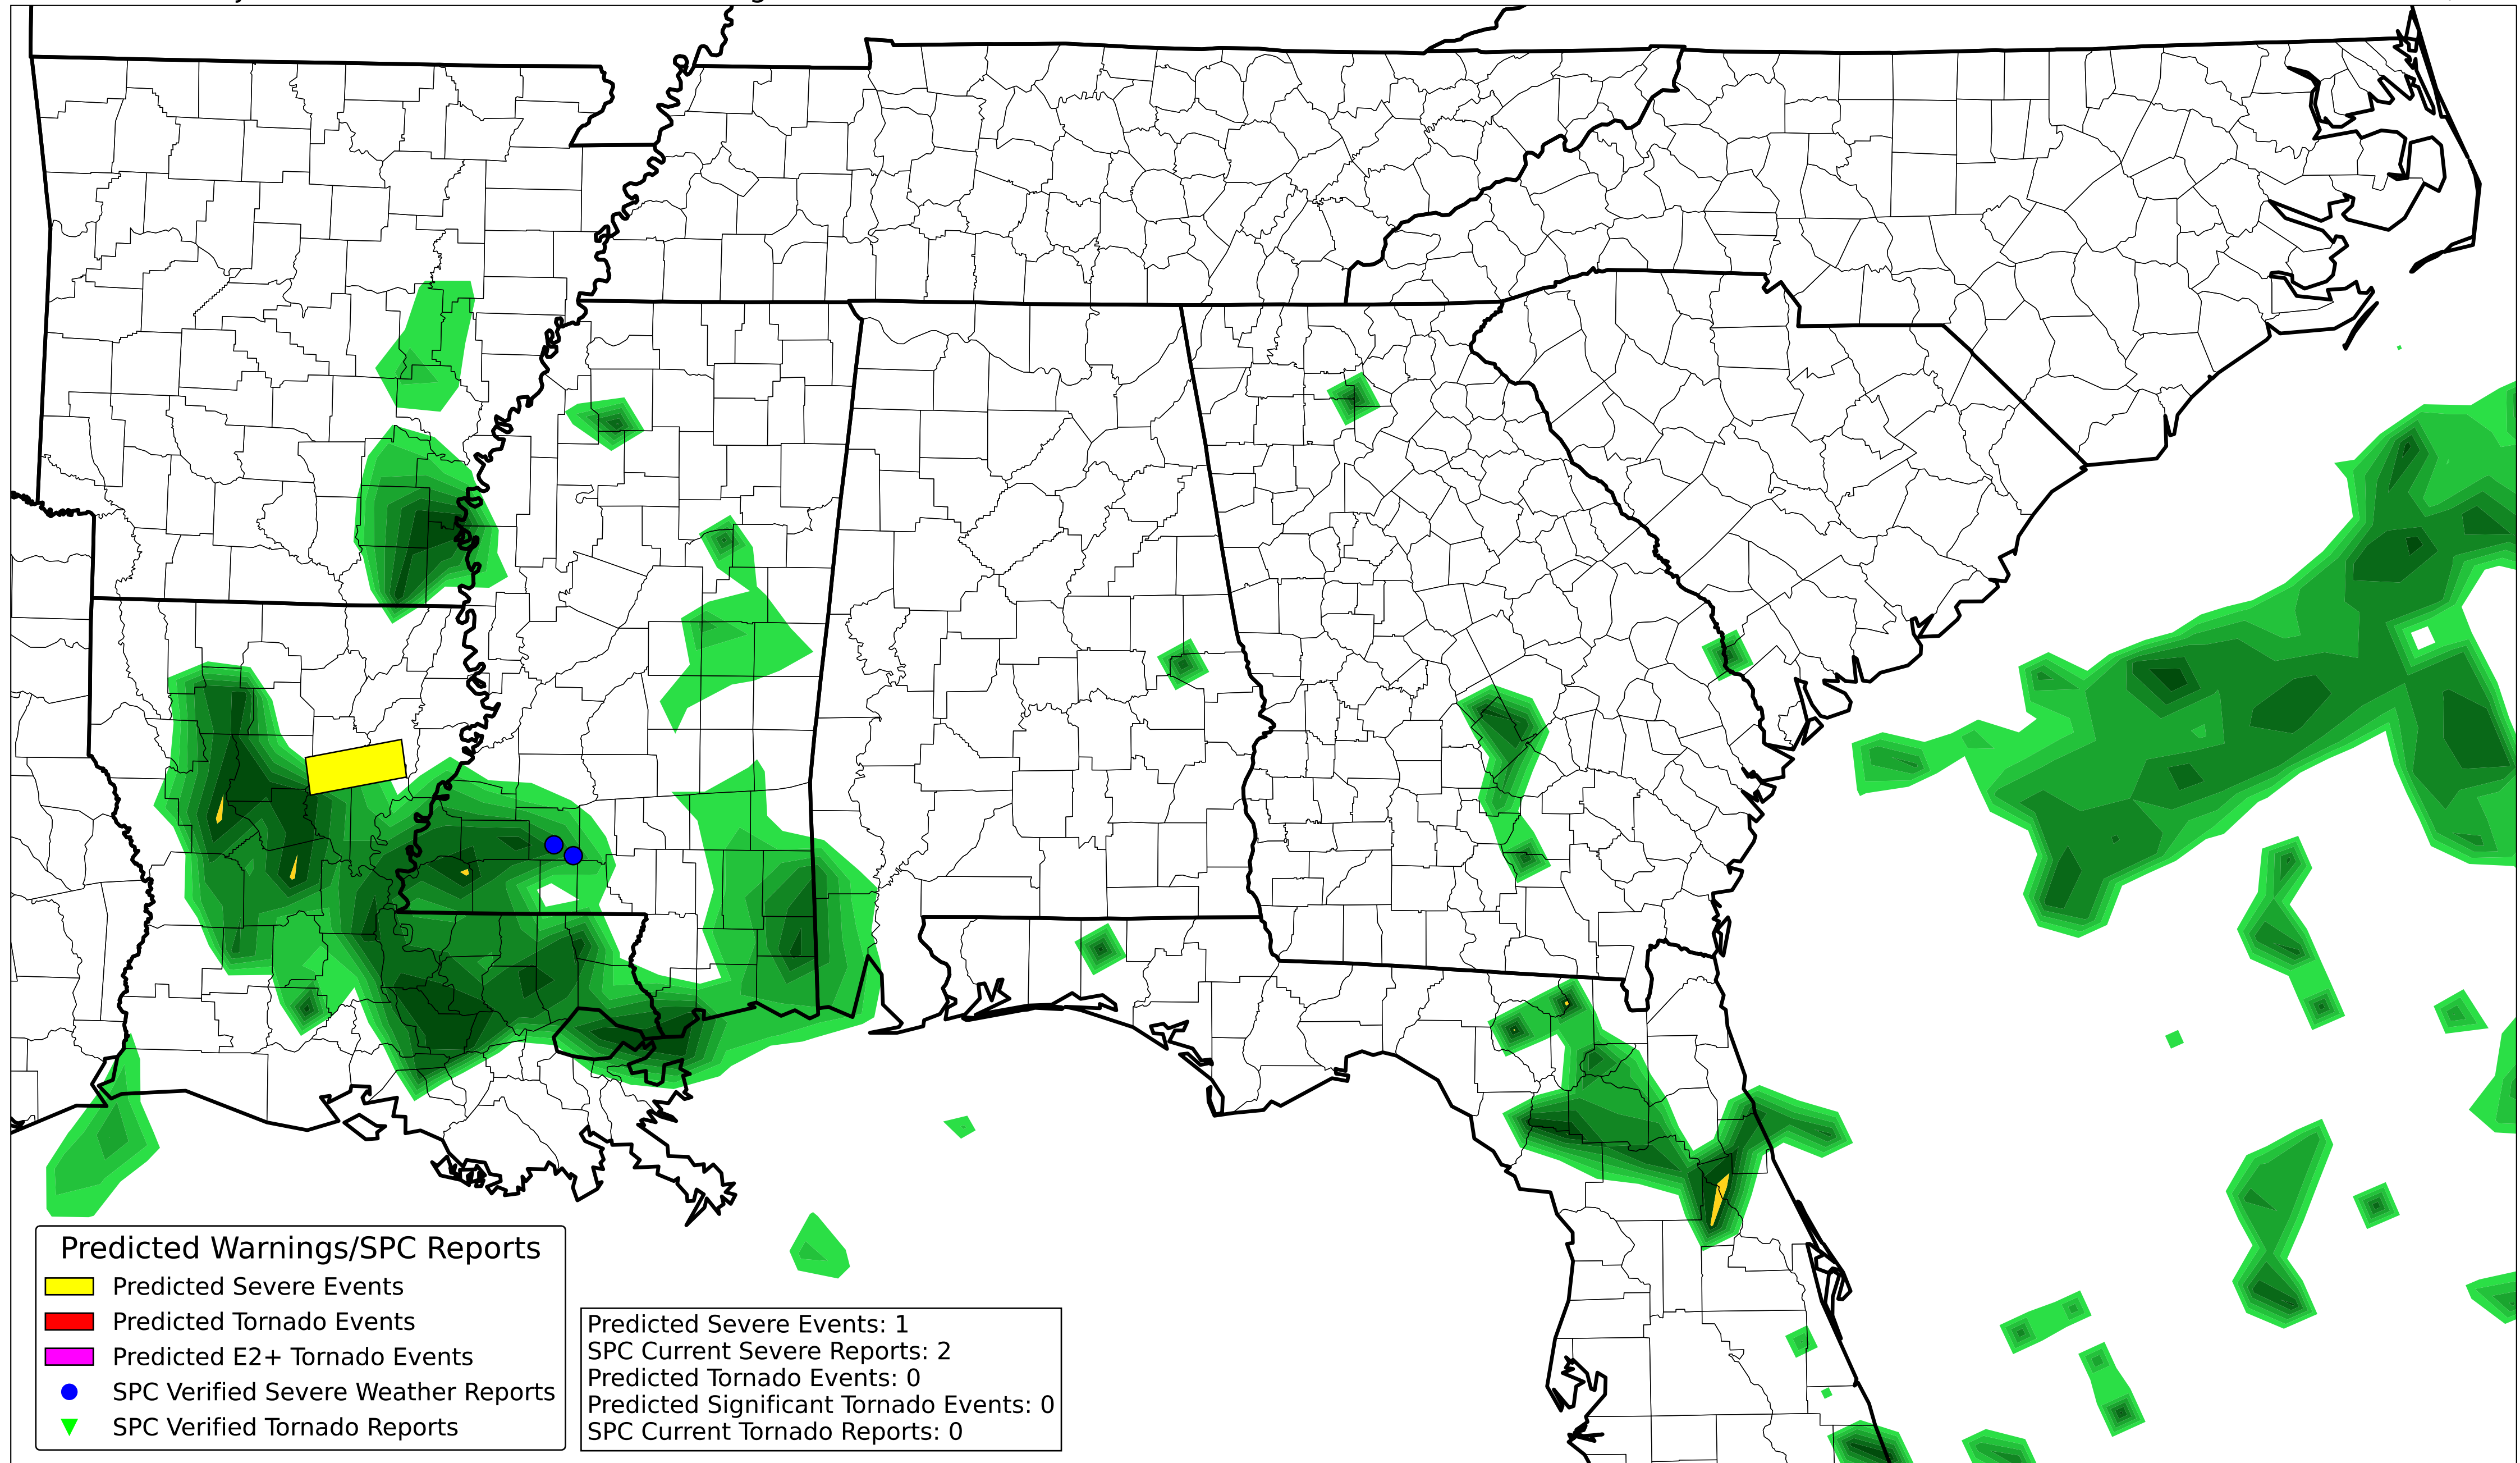 Predicted Warnings/SPC Reports
Predicted Severe Events
Predicted Tornado Events
Predicted E2+ Tornado Events
SPC Verified Severe Weather Reports
SPC Verified Tornado Reports
Predicted Severe Events: 1
SPC Current Severe Reports: 2
Predicted Tornado Events: 0
Predicted Significant Tornado Events: 0
SPC Current Tornado Reports: 0